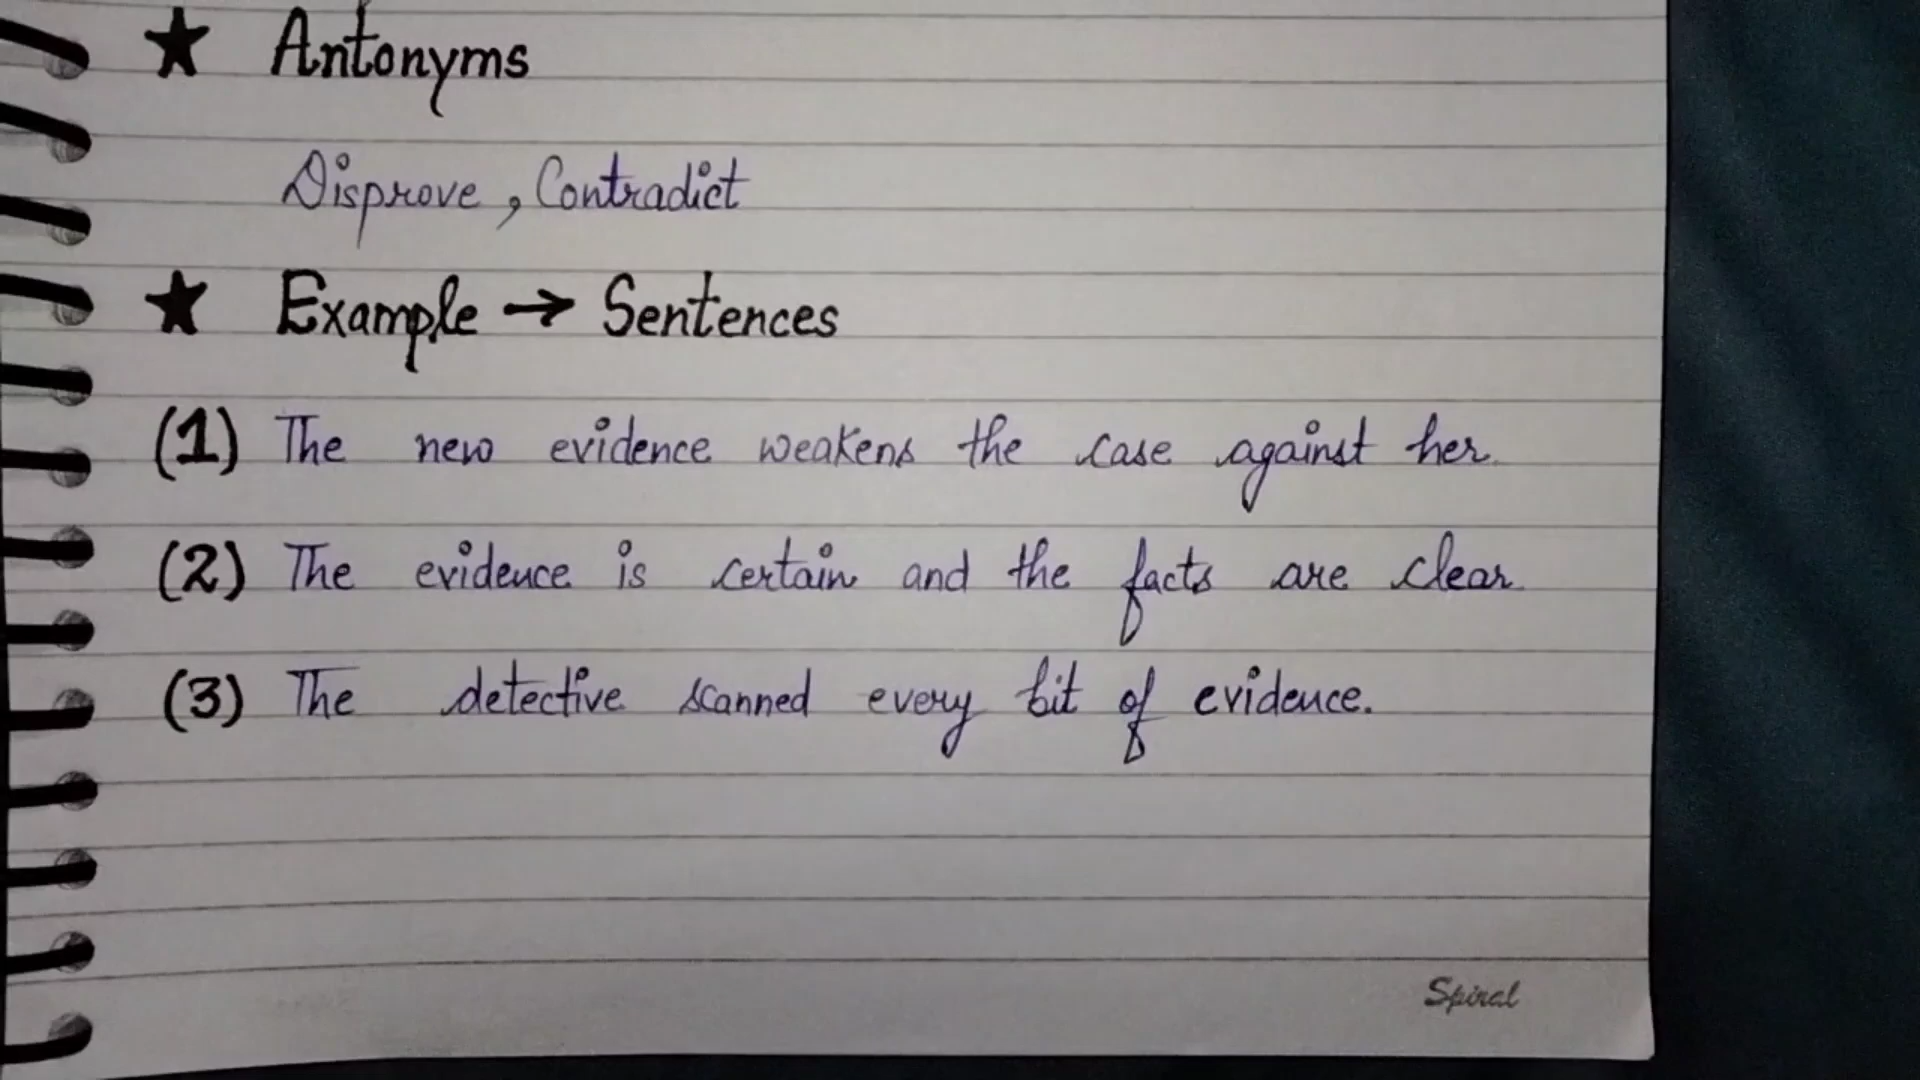 ★ Antonyms
Disprove, Contradict
★ Example → Sentences
(1) The new evidence weakens the case against her.
(2) The evidence is certain and the facts are clear
(3) The detective scanned every bit of evidence.
Spiral